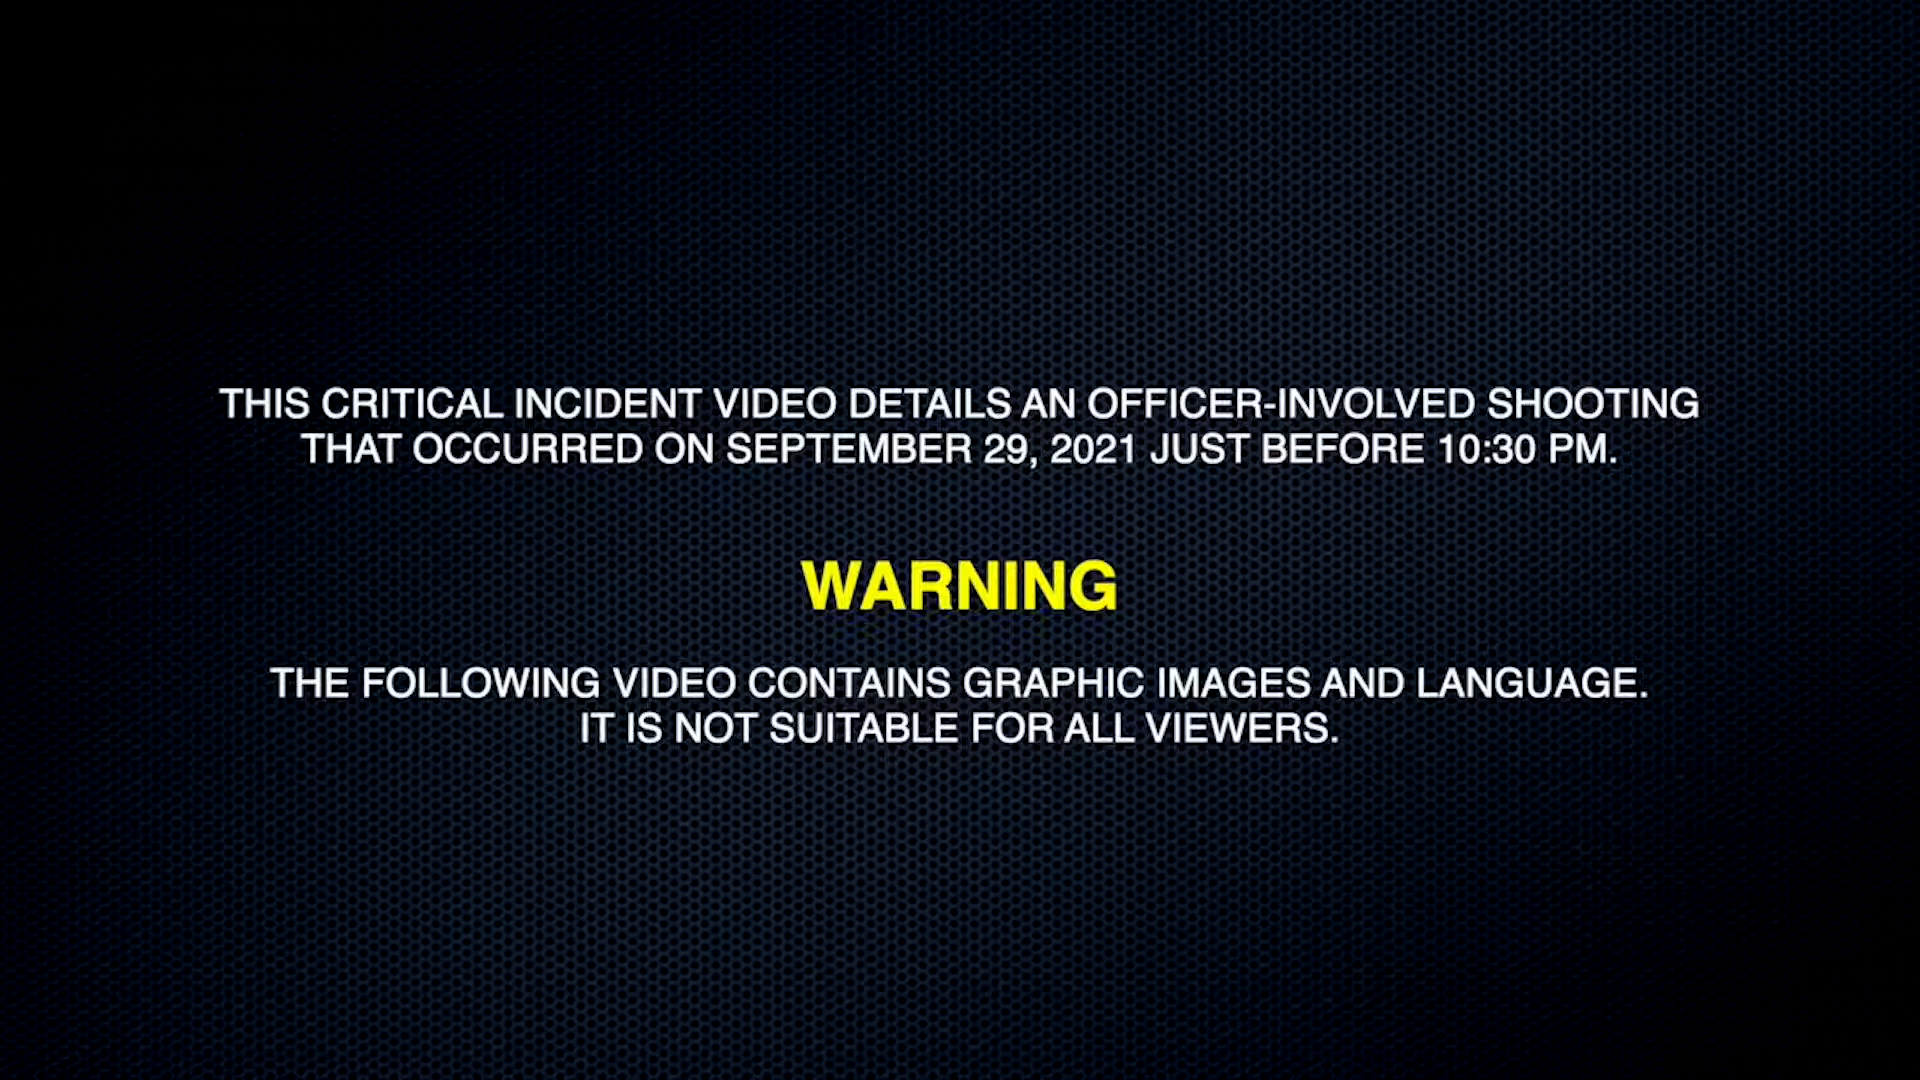 THIS CRITICAL INCIDENT VIDEO DETAILS AN OFFICER-INVOLVED SHOOTING
THAT OCCURRED ON SEPTEMBER 29, 2021 JUST BEFORE 10:30 PM.
WARNING
THE FOLLOWING VIDEO CONTAINS GRAPHIC IMAGES AND LANGUAGE.
IT IS NOT SUITABLE FOR ALL VIEWERS.